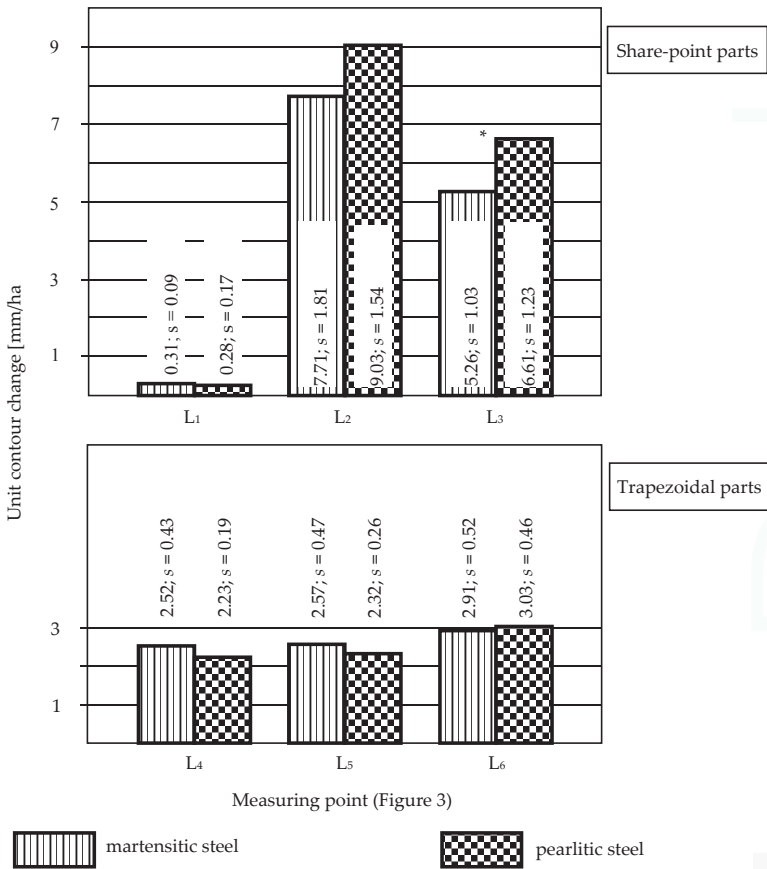 Share-point parts
Unit contour change [mm/ha]
9
7
5
3
1
*
0.31; s = 0.09
0.28; s = 0.17
7.71; s = 1.81
9.03; s = 1.54
5.26; s = 1.03
6.61; s = 1.23
L1
L2
L3
Trapezoidal parts
3
1
2.52; s = 0.43
2.23; s = 0.19
2.57; s = 0.47
2.32; s = 0.26
2.91; s = 0.52
3.03; s = 0.46
L4
L5
L6
Measuring point (Figure 3)
martensitic steel
pearlitic steel